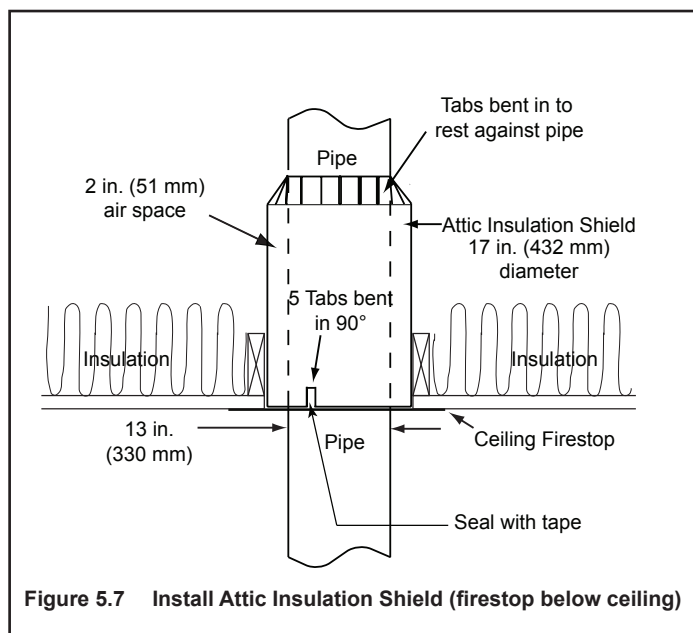 Tabs bent in to
rest against pipe
Pipe
2 in. (51 mm)
air space
Attic Insulation Shield
17 in. (432 mm)
diameter
5 Tabs bent
in 90°
Insulation
Insulation
13 in.
(330 mm)
Pipe
Ceiling Firestop
Seal with tape
Figure 5.7 Install Attic Insulation Shield (firestop below ceiling)